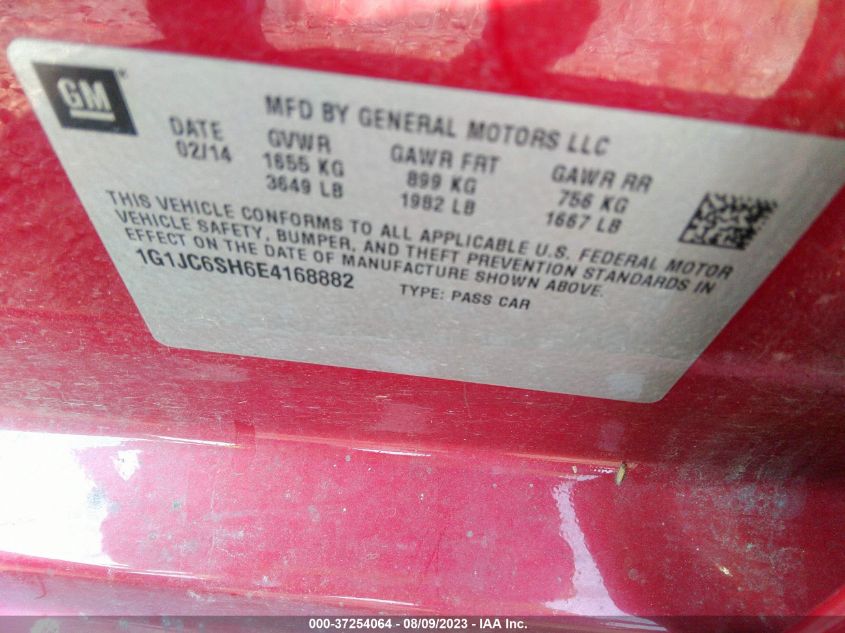 GM
MFD BY GENERAL MOTORS LLC
DATE GVWR GAWR FRT GAWR RR
02/14 1655 KG 899 KG 756 KG
3649 LB 1982 LB 1667 LB
THIS VEHICLE CONFORMS TO ALL APPLICABLE U.S. FEDERAL MOTOR
VEHICLE SAFETY, BUMPER, AND THEFT PREVENTION STANDARDS IN
EFFECT ON THE DATE OF MANUFACTURE SHOWN ABOVE.
1G1JC6SH6E4168882 TYPE: PASS CAR
000-37254064 - 08/09/2023 - IAA Inc.